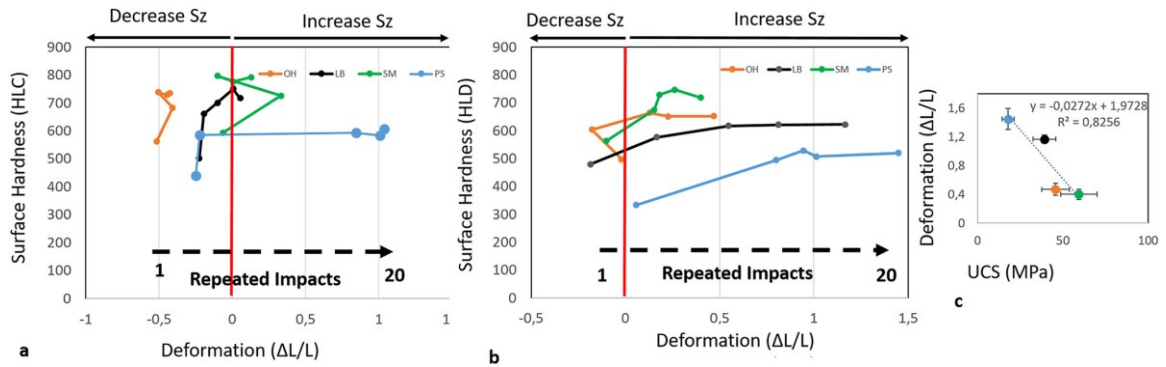 Decrease Sz
Increase Sz
Surface Hardness (HLC)
900
800
700
600
500
400
300
200
100
0
OH
LB
SM
PS
1
Repeated Impacts
20
-1
-0,5
0
0
1
1
Deformation (ΔL/L)
a
Decrease Sz
Increase Sz
Surface Hardness (HLD)
900
800
700
600
500
400
300
200
100
0
OH
LB
SM
PS
1
Repeated Impacts
20
-0,5
0
0,5
1
1,5
Deformation (ΔL/L)
b
Deformation (ΔL/L)
1,6
1,2
0,8
0,4
0
y = -0,0272x + 1,9728
R² = 0,8256
0
50
100
UCS (MPa)
c